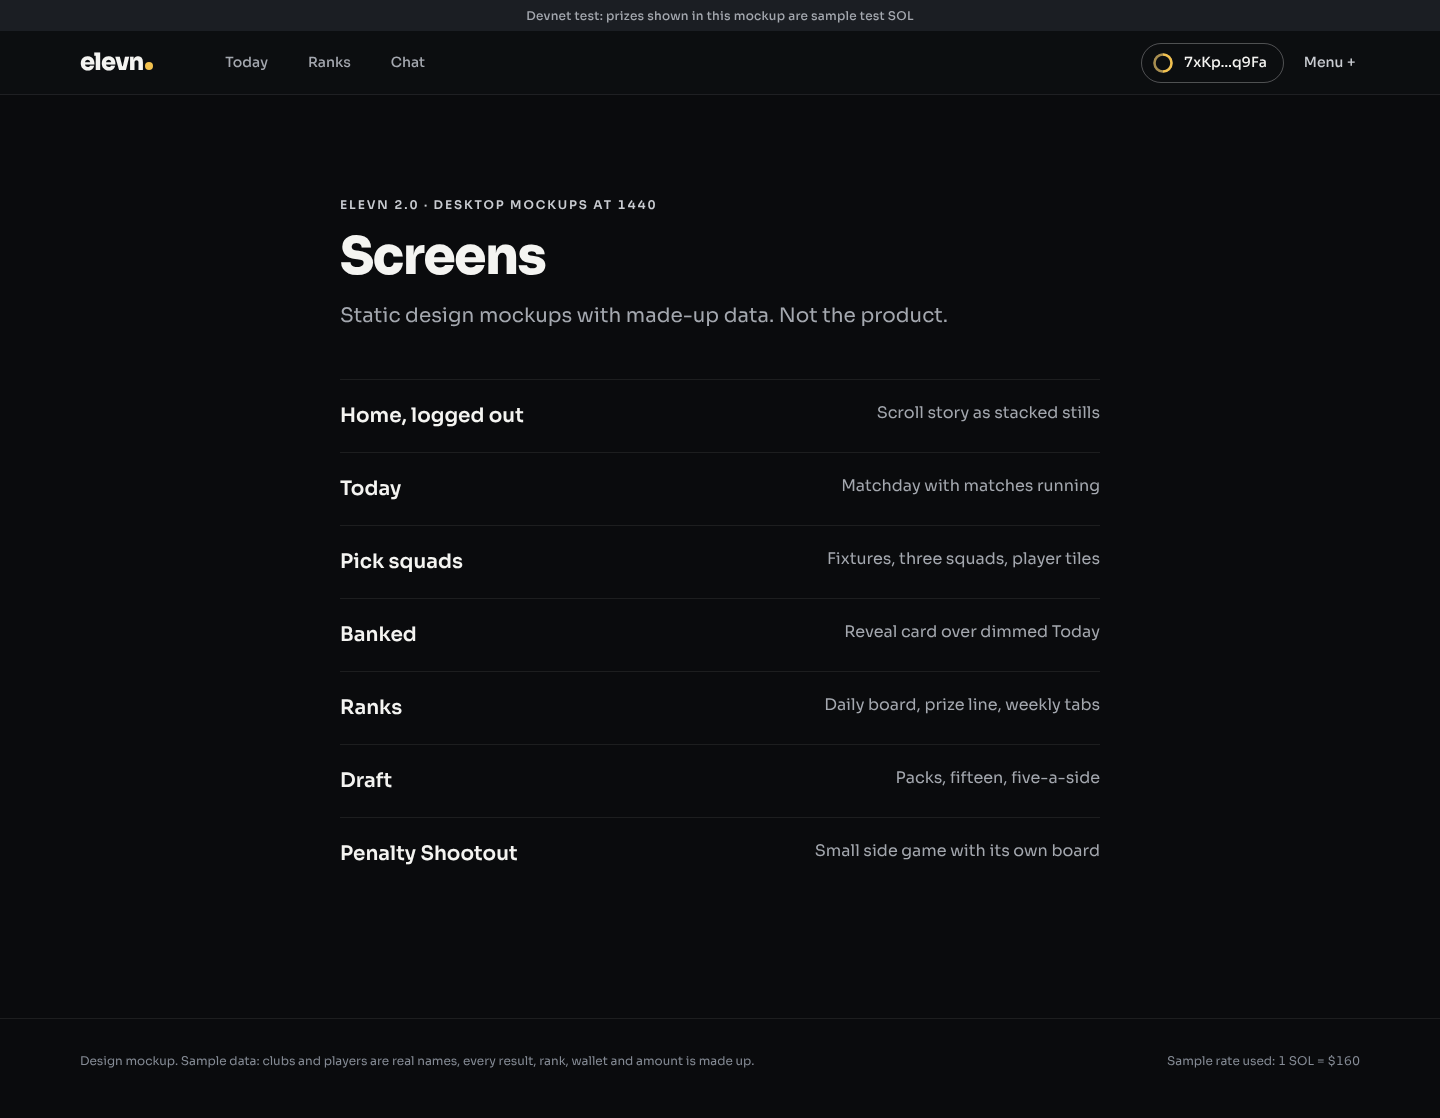 Devnet test: prizes shown in this mockup are sample test SOL
elevn.
Today
Ranks
Chat
7xKp...q9Fa
Menu +
ELEVN 2.0 · DESKTOP MOCKUPS AT 1440
Screens
Static design mockups with made-up data. Not the product.
Home, logged out
Scroll story as stacked stills
Today
Matchday with matches running
Pick squads
Fixtures, three squads, player tiles
Banked
Reveal card over dimmed Today
Ranks
Daily board, prize line, weekly tabs
Draft
Packs, fifteen, five-a-side
Penalty Shootout
Small side game with its own board
Design mockup. Sample data: clubs and players are real names, every result, rank, wallet and amount is made up.
Sample rate used: 1 SOL = $160